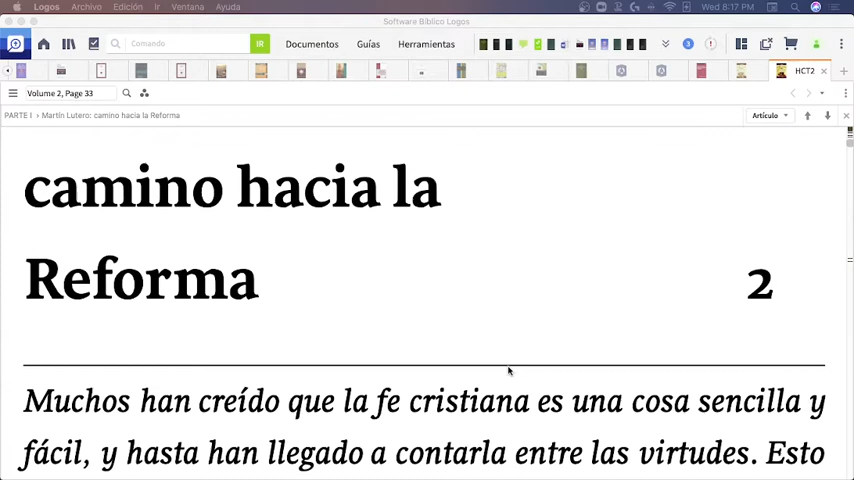 Logos Archivo Edición Ir Ventana Ayuda Wed 8:17 PM
Software Bíblico Logos
Comando IR Documentos Guías Herramientas 3
HCT2
Volume 2, Page 33
PARTE I › Martín Lutero: camino hacia la Reforma Artículo
camino hacia la
Reforma 2
Muchos han creído que la fe cristiana es una cosa sencilla y
fácil, y hasta han llegado a contarla entre las virtudes. Esto